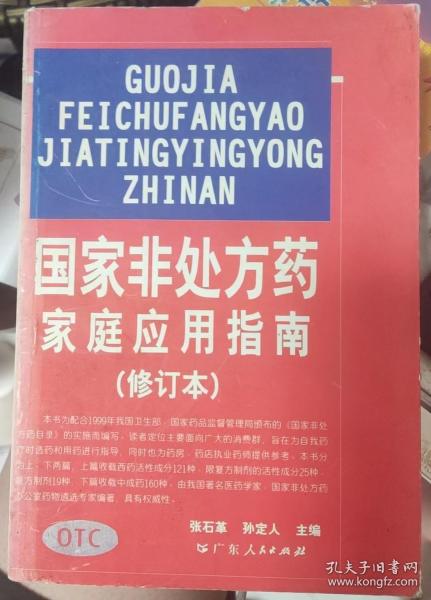 GUOJIA
FEICHUFANGYAO
JIATINGYINGYONG
ZHINAN
国家非处方药
家庭应用指南
(修订本)
本书为配合1999年我国卫生部、国家药品监督管理局颁布的《国家非处
方药目录》的实施而编写，读者定位主要面向广大的消费群，旨在为自我药
疗时选药和用药进行指导，同时也为药房、药店执业药师提供参考。本书分
为上、下两篇，上篇收载西药活性成分121种，限复方制剂的活性成分25种，
复方制剂19种，下篇收载中成药160种，由我国著名医药学家、国家非处方药
办公室药物遴选专家编著，具有权威性。
OTC
张石革 孙定人 主编
广东人民出版社
孔夫子旧书网
kongfz.com